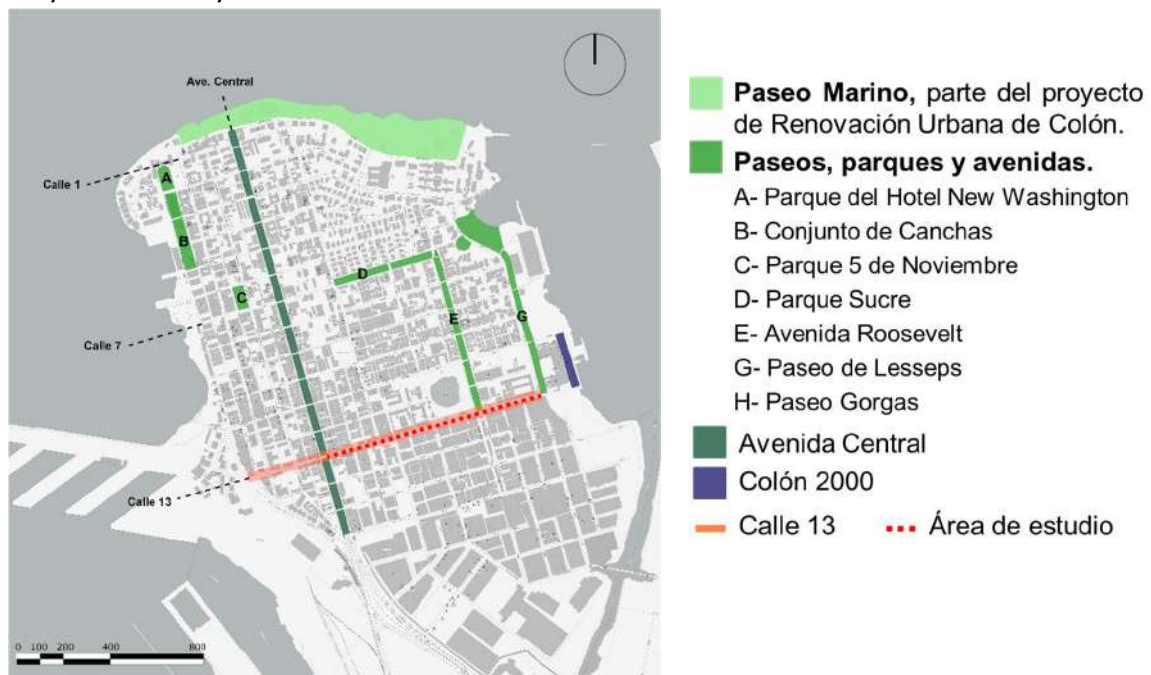 Ave. Central
Calle 1
A
B
C
D
E
G
Calle 7
Calle 13
0 100 200 400 800
Paseo Marino, parte del proyecto
de Renovación Urbana de Colón.
Paseos, parques y avenidas.
A- Parque del Hotel New Washington
B- Conjunto de Canchas
C- Parque 5 de Noviembre
D- Parque Sucre
E- Avenida Roosevelt
G- Paseo de Lesseps
H- Paseo Gorgas
Avenida Central
Colón 2000
Calle 13
Área de estudio